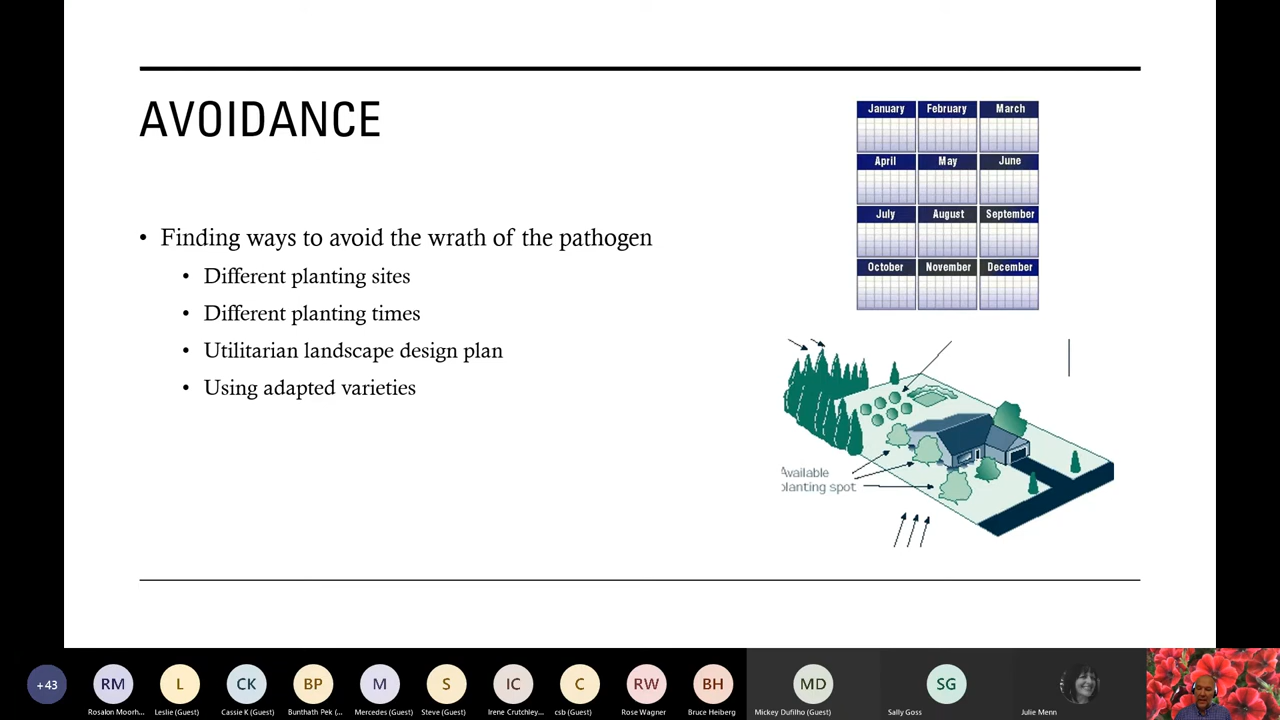 AVOIDANCE
• Finding ways to avoid the wrath of the pathogen
• Different planting sites
• Different planting times
• Utilitarian landscape design plan
• Using adapted varieties
January February March
April May June
July August September
October November December
Available
planting spot
+43 RM L CK BP M S IC C RW BH MD SG
Rosalon Moorh... Leslie (Guest) Cassie K (Guest) Bunthath Pek (... Mercedes (Guest) Steve (Guest) Irene Crutchley... csb (Guest) Rose Wagner Bruce Heiberg Mickey Dufilho (Guest) Sally Goss Julie Menn